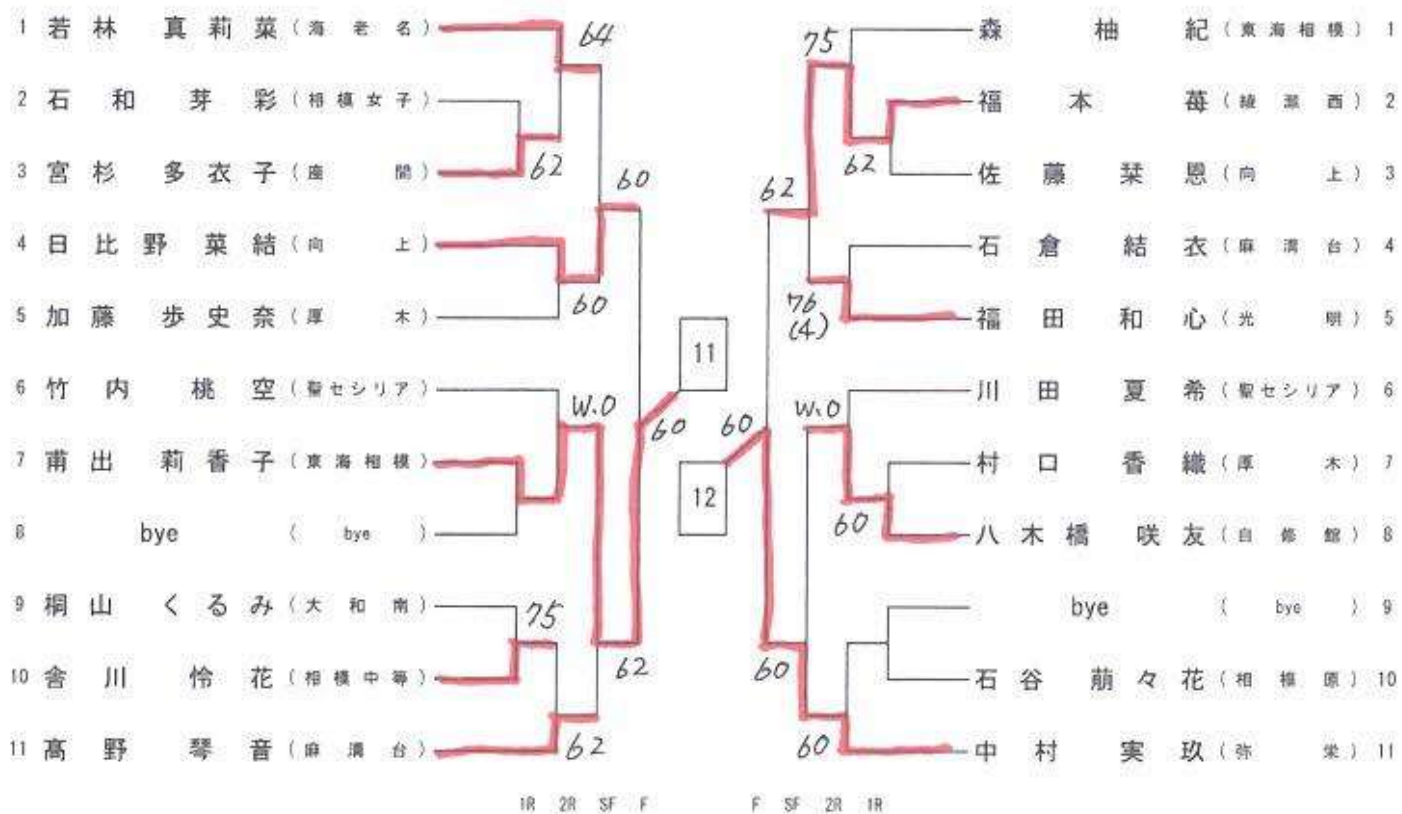 1 若林 真莉菜 (海老名)
64
2 石和 芽彩 (相模女子)
62
3 宮杉 多衣子 (座間)
60
4 日比野 菜結 (向上)
60
5 加藤 歩史奈 (厚木)
6 竹内 桃空 (聖セシリア)
W.O
7 甫出 莉香子 (東海相模)
8 bye (bye)
9 桐山 くるみ (大和南)
75
10 舎川 怜花 (相模中等)
62
11 髙野 琴音 (麻溝台)
62
60
11
12
60
森 柚紀 (東海相模) 1
75
福本 苺 (綾瀬西) 2
62
佐藤 栞恩 (向上) 3
62
石倉 結衣 (麻溝台) 4
76
(4)
福田 和心 (光明) 5
川田 夏希 (聖セシリア) 6
W.O
村口 香織 (厚木) 7
60
八木橋 咲友 (自修館) 8
bye (bye) 9
石谷 萠々花 (相模原) 10
60
中村 実玖 (弥栄) 11
60
1R 2R SF F
F SF 2R 1R